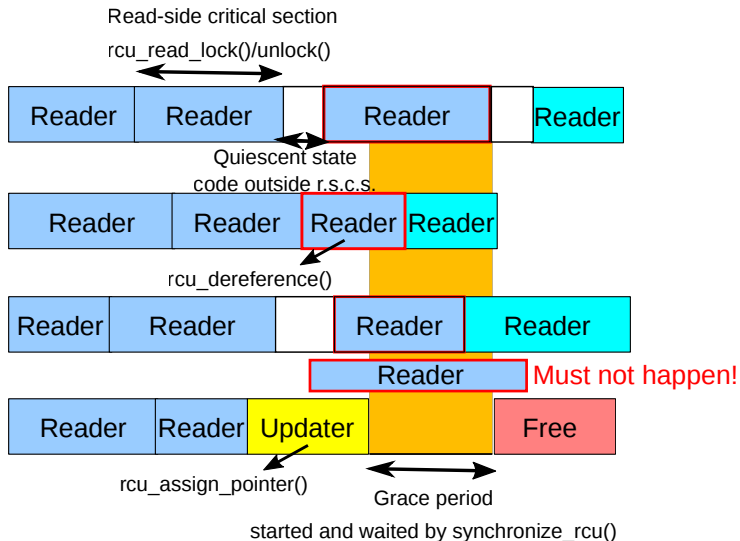 Read-side critical section
rcu_read_lock()/unlock()
Reader Reader Reader Reader
Quiescent state
code outside r.s.c.s.
Reader Reader Reader Reader
rcu_dereference()
Reader Reader Reader Reader
Reader Must not happen!
Reader Reader Updater Free
rcu_assign_pointer()
Grace period
started and waited by synchronize_rcu()